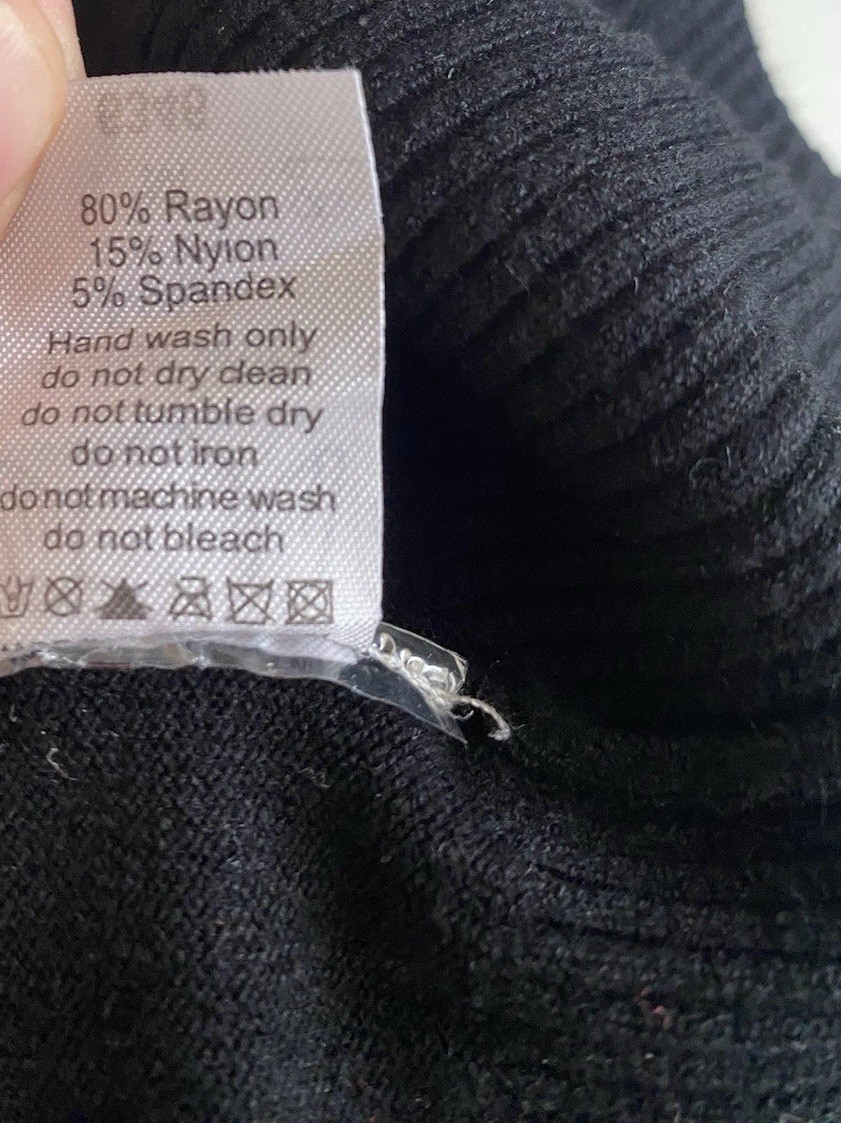 80% Rayon
15% Nylon
5% Spandex
Hand wash only
do not dry clean
do not tumble dry
do not iron
do not machine wash
do not bleach